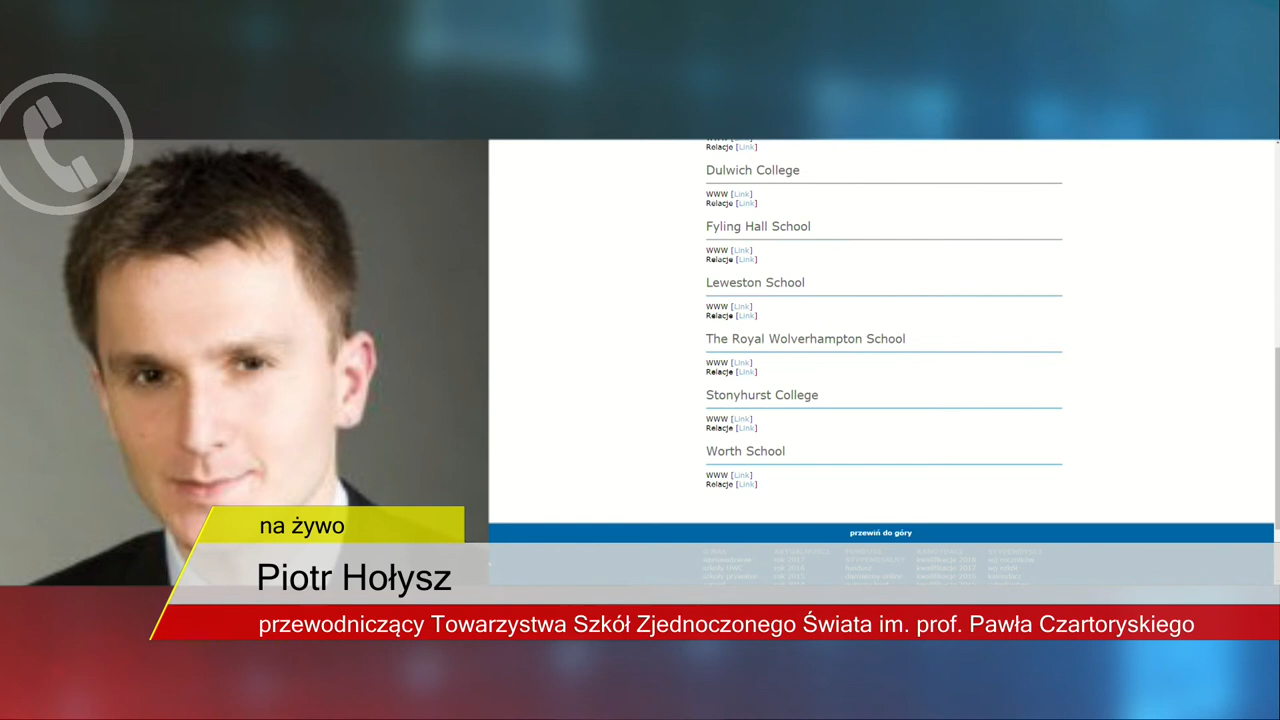 Relacje [Link]
Dulwich College
WWW [Link]
Relacje [Link]
Fyling Hall School
WWW [Link]
Relacje [Link]
Leweston School
WWW [Link]
Relacje [Link]
The Royal Wolverhampton School
WWW [Link]
Relacje [Link]
Stonyhurst College
WWW [Link]
Relacje [Link]
Worth School
WWW [Link]
Relacje [Link]
przewiń do góry
na żywo
Piotr Hołysz
przewodniczący Towarzystwa Szkół Zjednoczonego Świata im. prof. Pawła Czartoryskiego